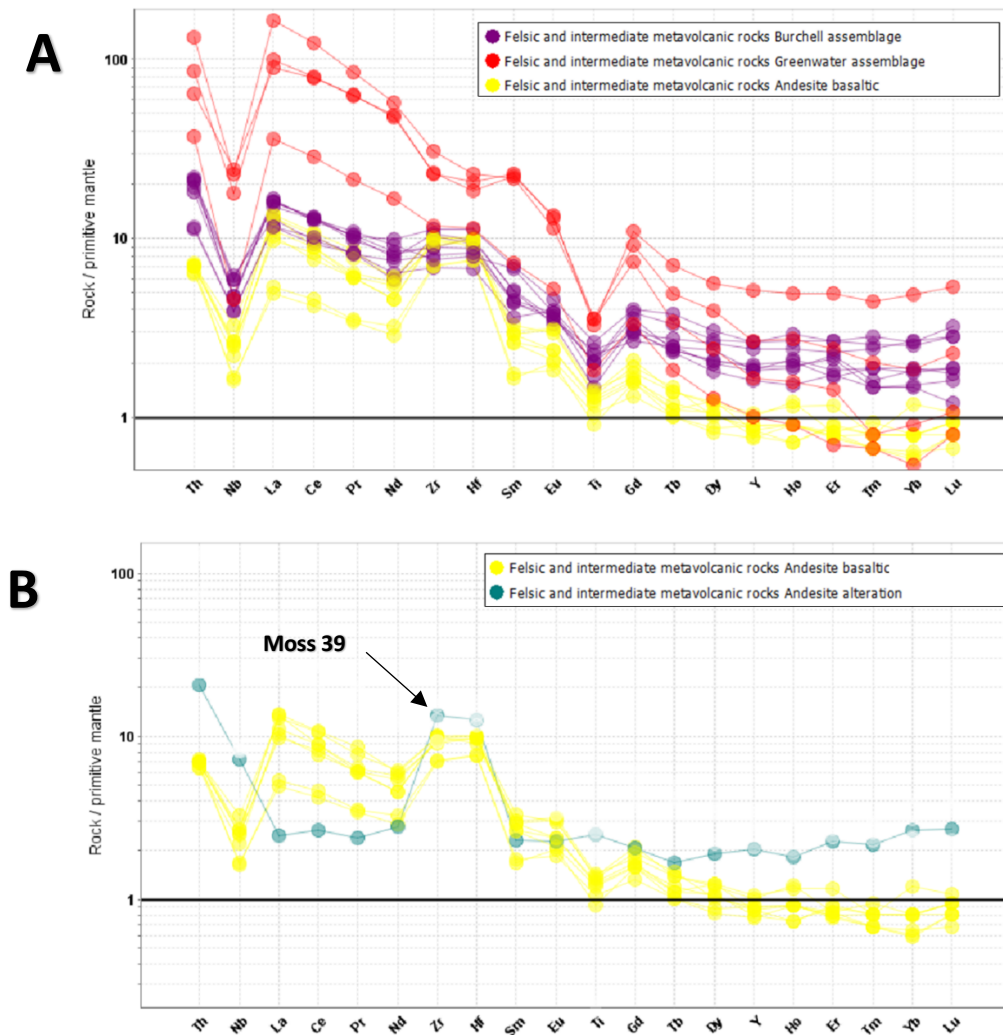 A
Felsic and intermediate metavolcanic rocks Burchell assemblage
Felsic and intermediate metavolcanic rocks Greenwater assemblage
Felsic and intermediate metavolcanic rocks Andesite basaltic
Rock / primitive mantle
100
10
1
Th Nb La Ce Pr Nd Zr Hf Sm Eu Ti Gd Tb Dy Y Ho Er Tm Yb Lu
B
Felsic and intermediate metavolcanic rocks Andesite basaltic
Felsic and intermediate metavolcanic rocks Andesite alteration
Moss 39
Rock / primitive mantle
100
10
1
Th Nb La Ce Pr Nd Zr Hf Sm Eu Ti Gd Tb Dy Y Ho Er Tm Yb Lu